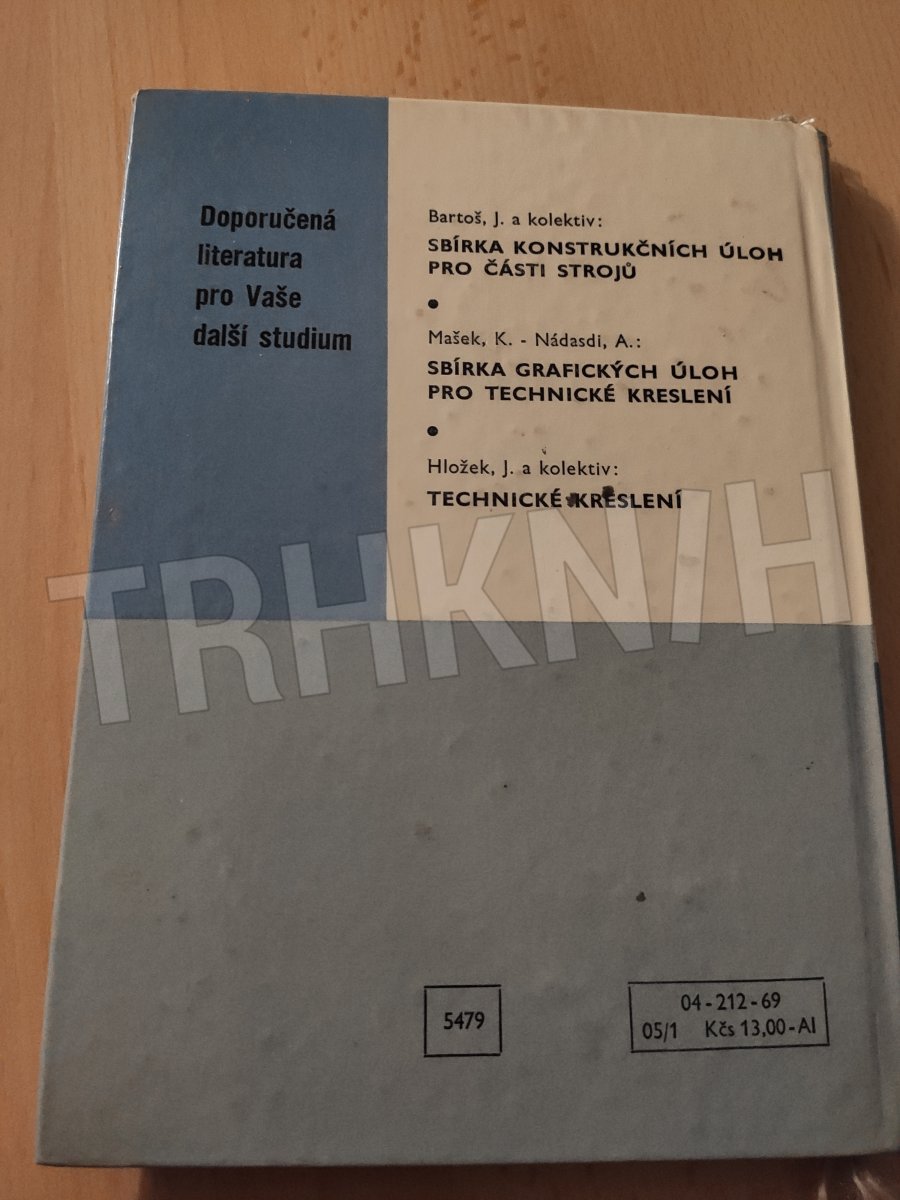 Doporučená
literatura
pro Vaše
další studium
Bartoš, J. a kolektiv:
SBÍRKA KONSTRUKČNÍCH ÚLOH
PRO ČÁSTI STROJŮ
●
Mašek, K. - Nádasdi, A.:
SBÍRKA GRAFICKÝCH ÚLOH
PRO TECHNICKÉ KRESLENÍ
●
Hložek, J. a kolektiv:
TECHNICKÉ KRESLENÍ
TRHKNIH
5479
04-212-69
05/1 Kčs 13,00-AI